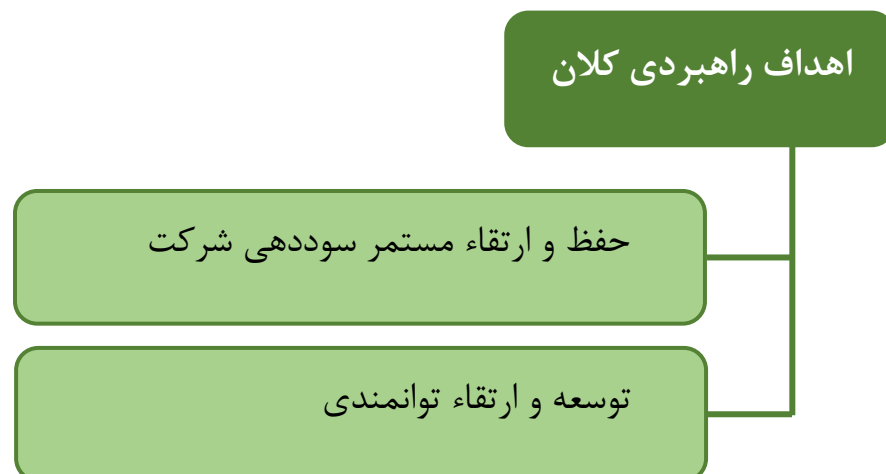 اهداف راهبردی کلان
حفظ و ارتقاء مستمر سوددهی شرکت
توسعه و ارتقاء توانمندی